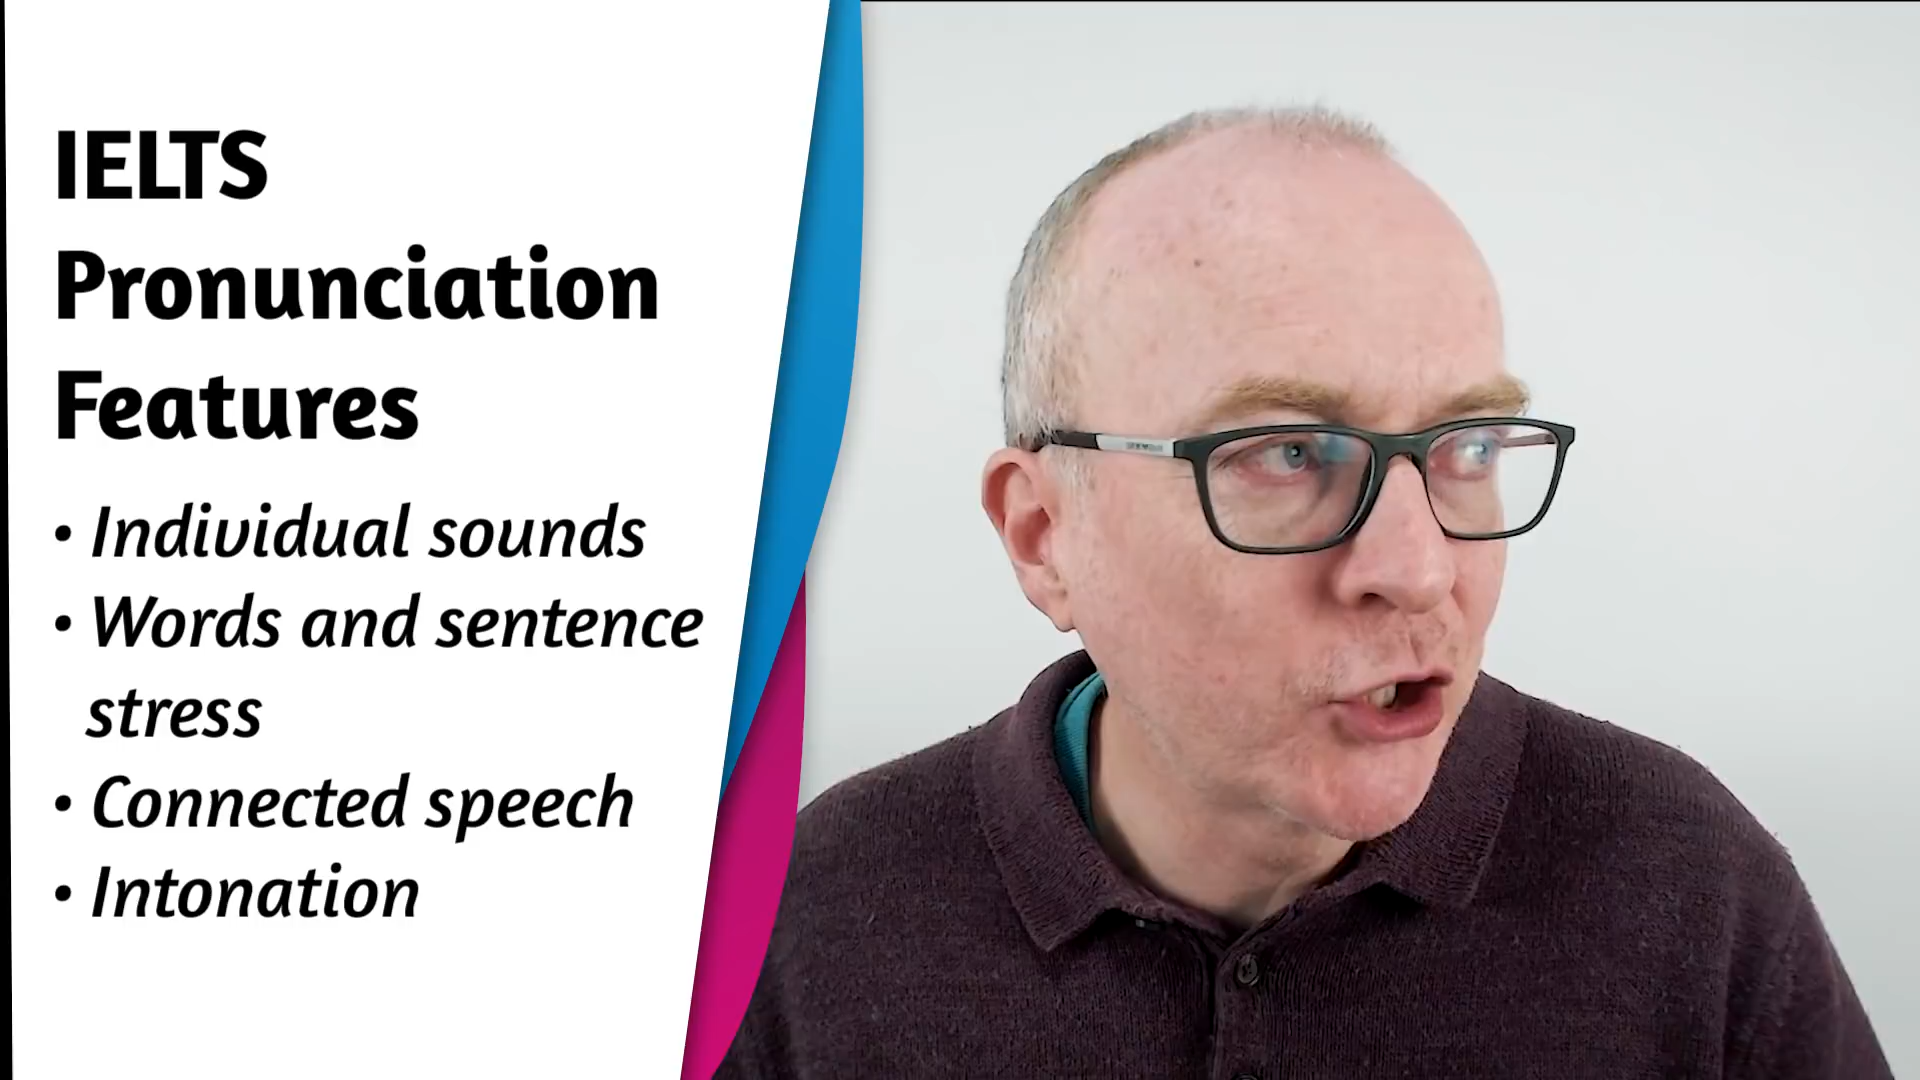 IELTS
Pronunciation
Features
• Individual sounds
• Words and sentence
stress
• Connected speech
• Intonation